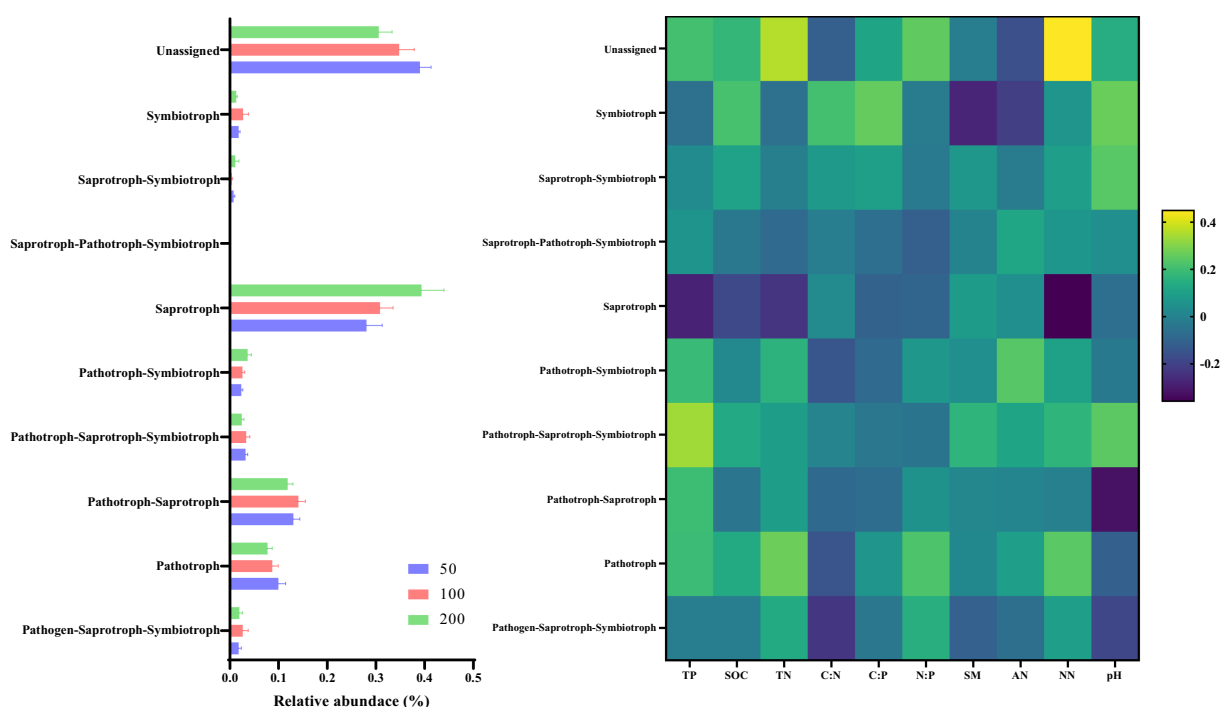 Unassigned
Symbiotroph
Saprotroph-Symbiotroph
Saprotroph-Pathotroph-Symbiotroph
Saprotroph
Pathotroph-Symbiotroph
Pathotroph-Saprotroph-Symbiotroph
Pathotroph-Saprotroph
Pathotroph
Pathogen-Saprotroph-Symbiotroph
50
100
200
0.0 0.1 0.2 0.3 0.4 0.5
Relative abundace (%)
Unassigned
Symbiotroph
Saprotroph-Symbiotroph
Saprotroph-Pathotroph-Symbiotroph
Saprotroph
Pathotroph-Symbiotroph
Pathotroph-Saprotroph-Symbiotroph
Pathotroph-Saprotroph
Pathotroph
Pathogen-Saprotroph-Symbiotroph
TP SOC TN C:N C:P N:P SM AN NN pH
0.4
0.2
0
-0.2